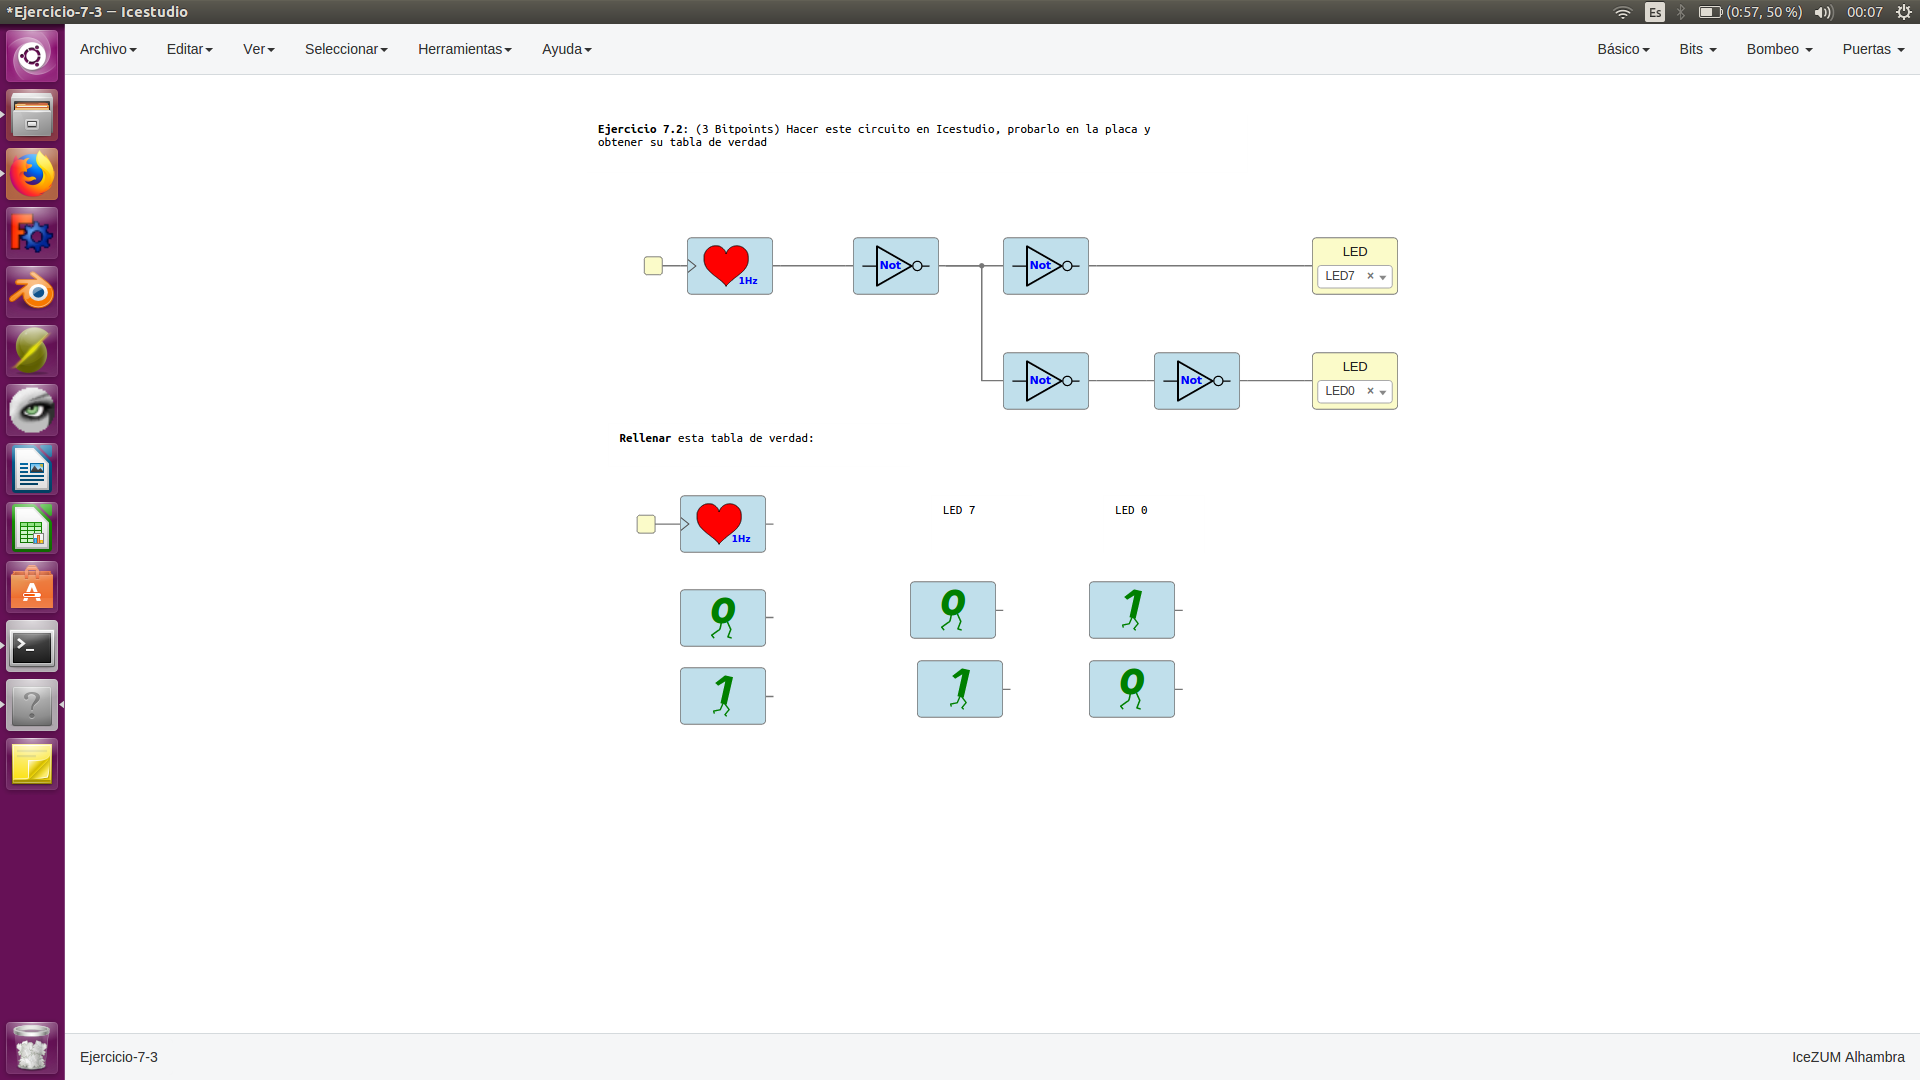 *Ejercicio-7-3 — Icestudio
Es
(0:57, 50 %)
00:07
Archivo
Editar
Ver
Seleccionar
Herramientas
Ayuda
Básico
Bits
Bombeo
Puertas
Ejercicio 7.2: (3 Bitpoints) Hacer este circuito en Icestudio, probarlo en la placa y
obtener su tabla de verdad
1Hz
Not
Not
LED
LED7 ×
Not
Not
LED
LED0 ×
Rellenar esta tabla de verdad:
1Hz
LED 7
LED 0
0
0
1
1
1
0
Ejercicio-7-3
IceZUM Alhambra